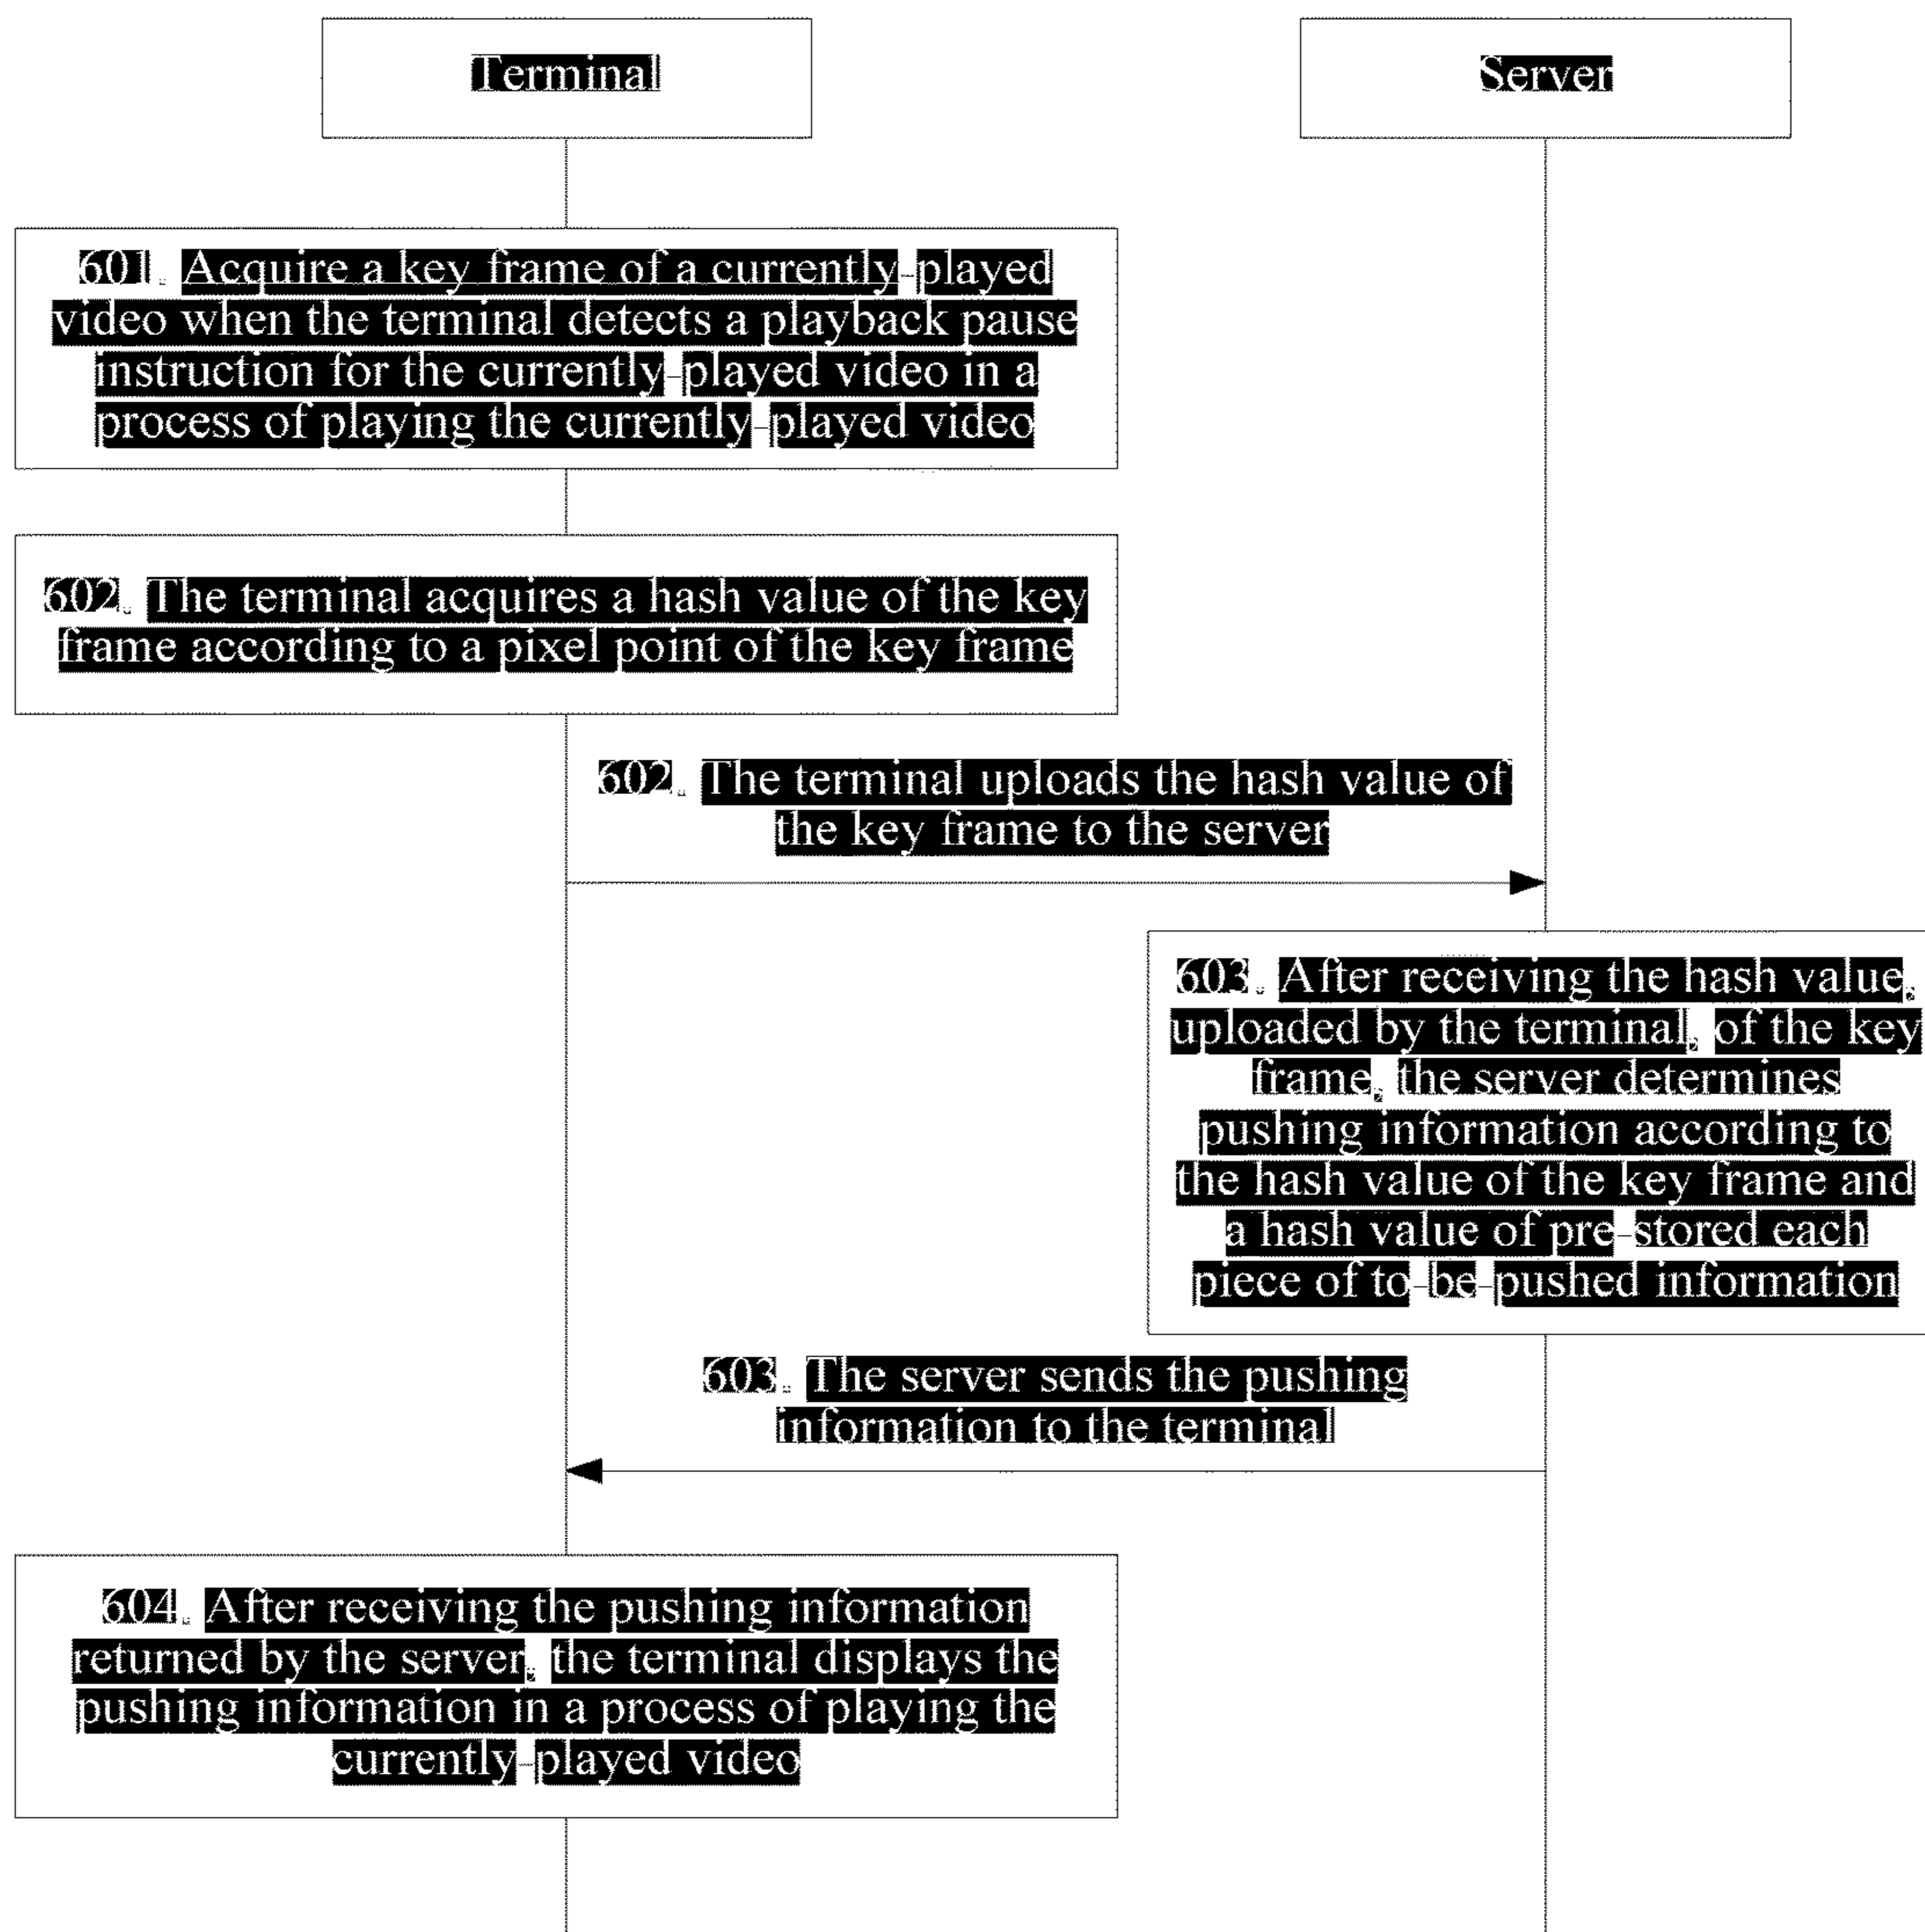 Terminal
Server
601. Acquire a key frame of a currently-played
video when the terminal detects a playback pause
instruction for the currently-played video in a
process of playing the currently-played video
602. The terminal acquires a hash value of the key
frame according to a pixel point of the key frame
602. The terminal uploads the hash value of
the key frame to the server
603. After receiving the hash value,
uploaded by the terminal, of the key
frame, the server determines
pushing information according to
the hash value of the key frame and
a hash value of pre-stored each
piece of to-be-pushed information
603. The server sends the pushing
information to the terminal
604. After receiving the pushing information
returned by the server, the terminal displays the
pushing information in a process of playing the
currently-played video